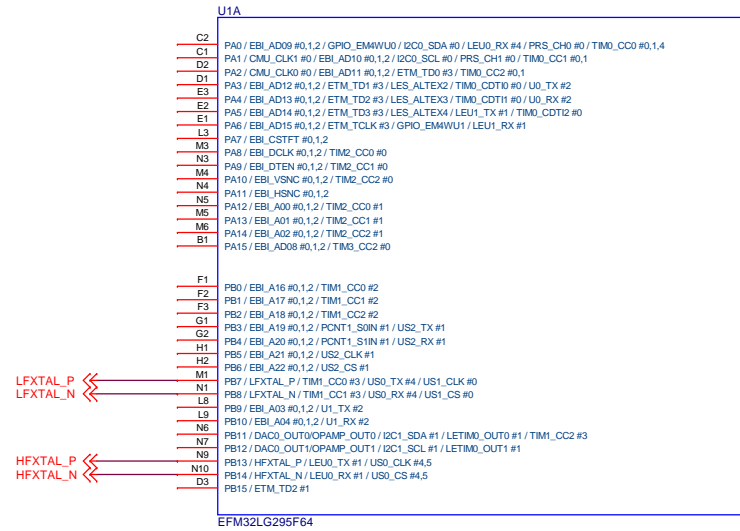 U1A
C2 PA0 / EBI_AD09 #0,1,2 / GPIO_EM4WU0 / I2C0_SDA #0 / LEU0_RX #4 / PRS_CH0 #0 / TIM0_CC0 #0,1,4
C1 PA1 / CMU_CLK1 #0 / EBI_AD10 #0,1,2 / I2C0_SCL #0 / PRS_CH1 #0 / TIM0_CC1 #0,1
D2 PA2 / CMU_CLK0 #0 / EBI_AD11 #0,1,2 / ETM_TD0 #3 / TIM0_CC2 #0,1
D1 PA3 / EBI_AD12 #0,1,2 / ETM_TD1 #3 / LES_ALTEX2 / TIM0_CDTI0 #0 / U0_TX #2
E3 PA4 / EBI_AD13 #0,1,2 / ETM_TD2 #3 / LES_ALTEX3 / TIM0_CDTI1 #0 / U0_RX #2
E2 PA5 / EBI_AD14 #0,1,2 / ETM_TD3 #3 / LES_ALTEX4 / LEU1_TX #1 / TIM0_CDTI2 #0
E1 PA6 / EBI_AD15 #0,1,2 / ETM_TCLK #3 / GPIO_EM4WU1 / LEU1_RX #1
L3 PA7 / EBI_CSTFT #0,1,2
M3 PA8 / EBI_DCLK #0,1,2 / TIM2_CC0 #0
N3 PA9 / EBI_DTEN #0,1,2 / TIM2_CC1 #0
M4 PA10 / EBI_VSNC #0,1,2 / TIM2_CC2 #0
N4 PA11 / EBI_HSNC #0,1,2
N5 PA12 / EBI_A00 #0,1,2 / TIM2_CC0 #1
M5 PA13 / EBI_A01 #0,1,2 / TIM2_CC1 #1
M6 PA14 / EBI_A02 #0,1,2 / TIM2_CC2 #1
B1 PA15 / EBI_AD08 #0,1,2 / TIM3_CC2 #0
F1 PB0 / EBI_A16 #0,1,2 / TIM1_CC0 #2
F2 PB1 / EBI_A17 #0,1,2 / TIM1_CC1 #2
F3 PB2 / EBI_A18 #0,1,2 / TIM1_CC2 #2
G1 PB3 / EBI_A19 #0,1,2 / PCNT1_S0IN #1 / US2_TX #1
G2 PB4 / EBI_A20 #0,1,2 / PCNT1_S1IN #1 / US2_RX #1
H1 PB5 / EBI_A21 #0,1,2 / US2_CLK #1
H2 PB6 / EBI_A22 #0,1,2 / US2_CS #1
LFXTAL_P M1 PB7 / LFXTAL_P / TIM1_CC0 #3 / US0_TX #4 / US1_CLK #0
LFXTAL_N N1 PB8 / LFXTAL_N / TIM1_CC1 #3 / US0_RX #4 / US1_CS #0
L8 PB9 / EBI_A03 #0,1,2 / U1_TX #2
L9 PB10 / EBI_A04 #0,1,2 / U1_RX #2
N6 PB11 / DAC0_OUT0/OPAMP_OUT0 / I2C1_SDA #1 / LETIM0_OUT0 #1 / TIM1_CC2 #3
N7 PB12 / DAC0_OUT1/OPAMP_OUT1 / I2C1_SCL #1 / LETIM0_OUT1 #1
HFXTAL_P N9 PB13 / HFXTAL_P / LEU0_TX #1 / US0_CLK #4,5
HFXTAL_N N10 PB14 / HFXTAL_N / LEU0_RX #1 / US0_CS #4,5
D3 PB15 / ETM_TD2 #1
EFM32LG295F64